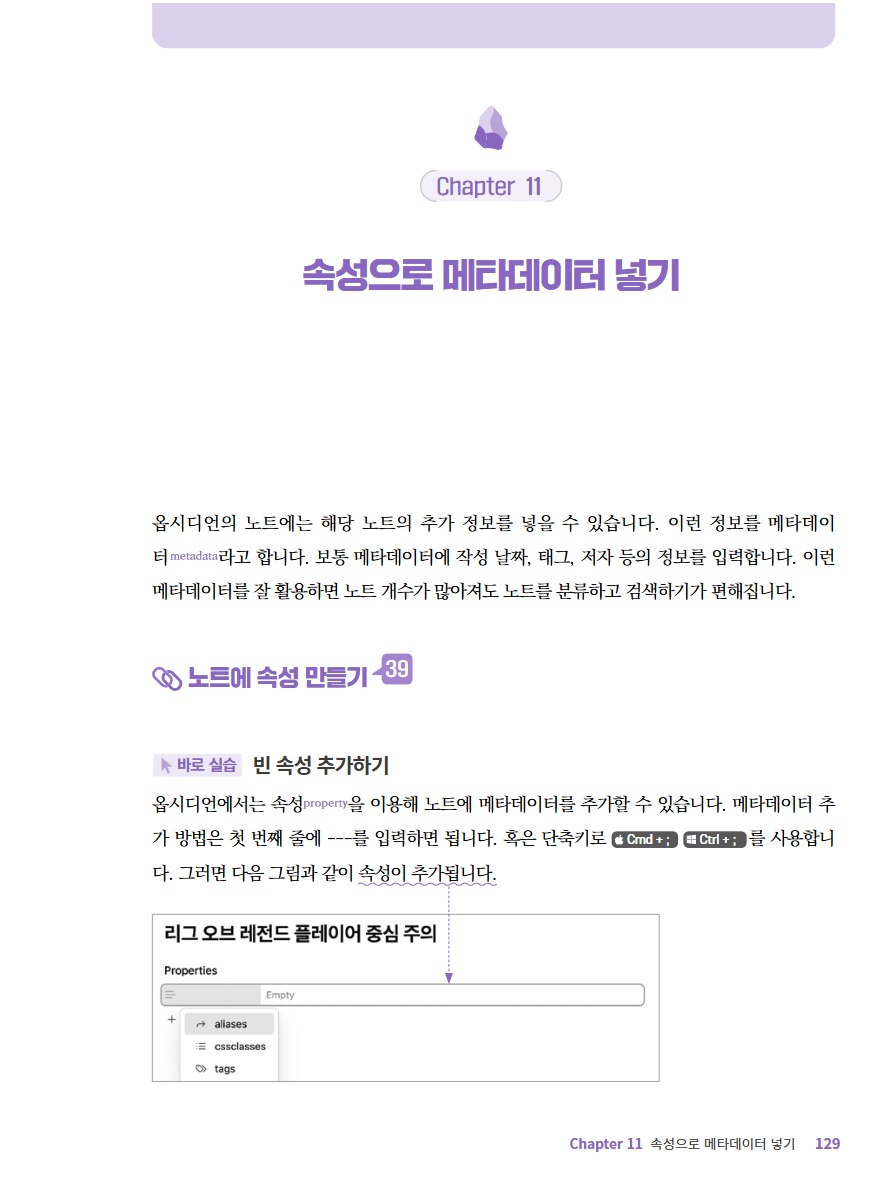 Chapter 11
속성으로 메타데이터 넣기
옵시디언의 노트에는 해당 노트의 추가 정보를 넣을 수 있습니다. 이런 정보를 메타데이
터metadata라고 합니다. 보통 메타데이터에 작성 날짜, 태그, 저자 등의 정보를 입력합니다. 이런
메타데이터를 잘 활용하면 노트 개수가 많아져도 노트를 분류하고 검색하기가 편해집니다.
노트에 속성 만들기 39
바로 실습 빈 속성 추가하기
옵시디언에서는 속성property을 이용해 노트에 메타데이터를 추가할 수 있습니다. 메타데이터 추
가 방법은 첫 번째 줄에 ---를 입력하면 됩니다. 혹은 단축키로 Cmd + ; Ctrl + ; 를 사용합니
다. 그러면 다음 그림과 같이 속성이 추가됩니다.
리그 오브 레전드 플레이어 중심 주의
Properties
Empty
+ aliases
cssclasses
tags
Chapter 11 속성으로 메타데이터 넣기 129